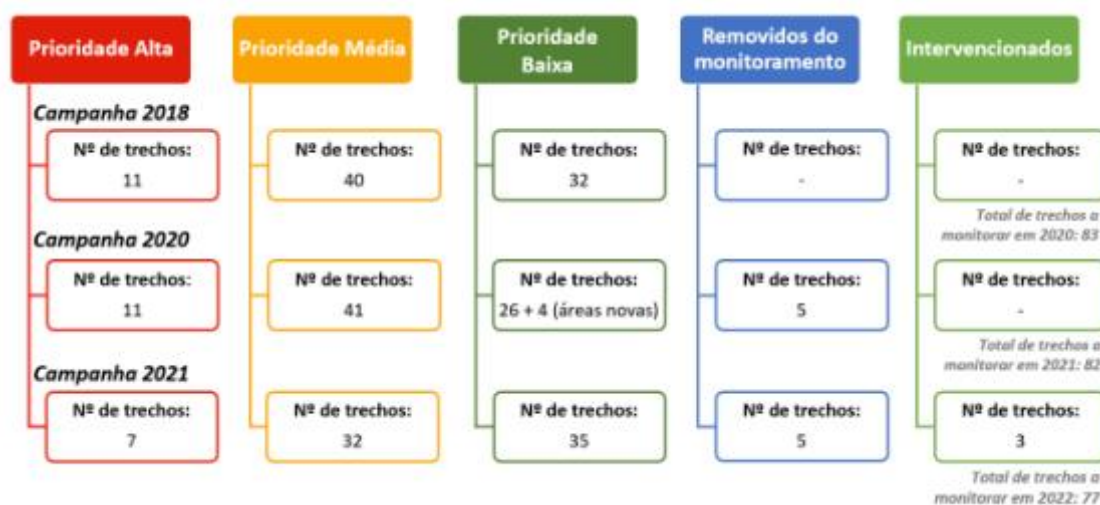 Prioridade Alta
Prioridade Média
Prioridade
Baixa
Removidos do
monitoramento
Intervencionados
Campanha 2018
Nº de trechos:
11
Nº de trechos:
40
Nº de trechos:
32
Nº de trechos:
-
Nº de trechos:
-
Total de trechos a
monitorar em 2020: 83
Campanha 2020
Nº de trechos:
11
Nº de trechos:
41
Nº de trechos:
26 + 4 (áreas novas)
Nº de trechos:
5
Nº de trechos:
-
Total de trechos a
monitorar em 2021: 82
Campanha 2021
Nº de trechos:
7
Nº de trechos:
32
Nº de trechos:
35
Nº de trechos:
5
Nº de trechos:
3
Total de trechos a
monitorar em 2022: 77